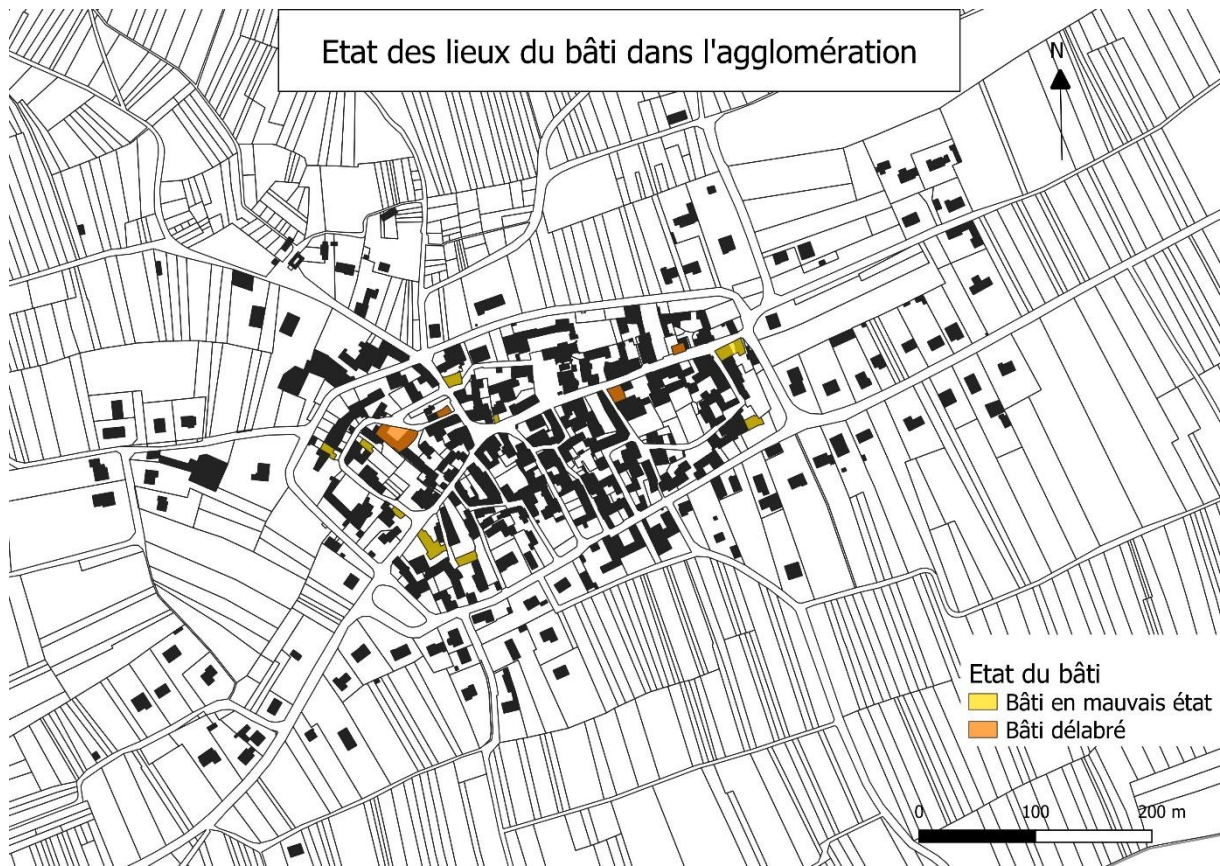 Etat des lieux du bâti dans l'agglomération
N
Etat du bâti
Bâti en mauvais état
Bâti délabré
0 100 200 m